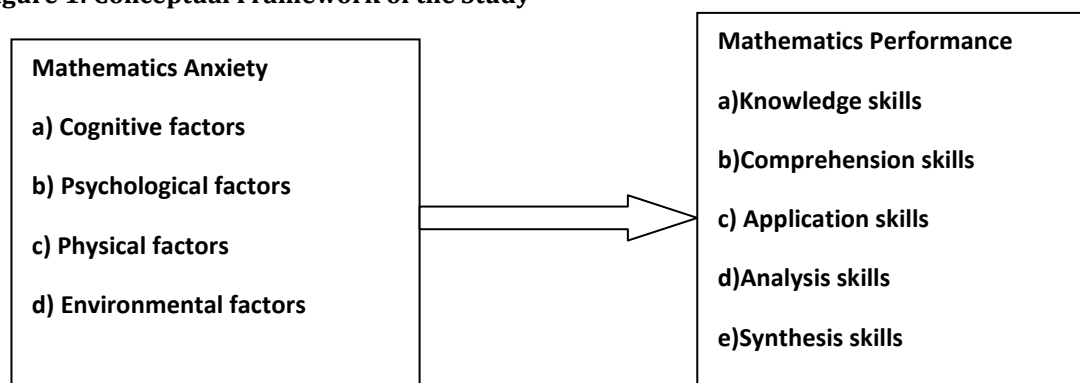 Figure 1: Conceptual Framework of the Study
Mathematics Anxiety
a) Cognitive factors
b) Psychological factors
c) Physical factors
d) Environmental factors
Mathematics Performance
a)Knowledge skills
b)Comprehension skills
c) Application skills
d)Analysis skills
e)Synthesis skills